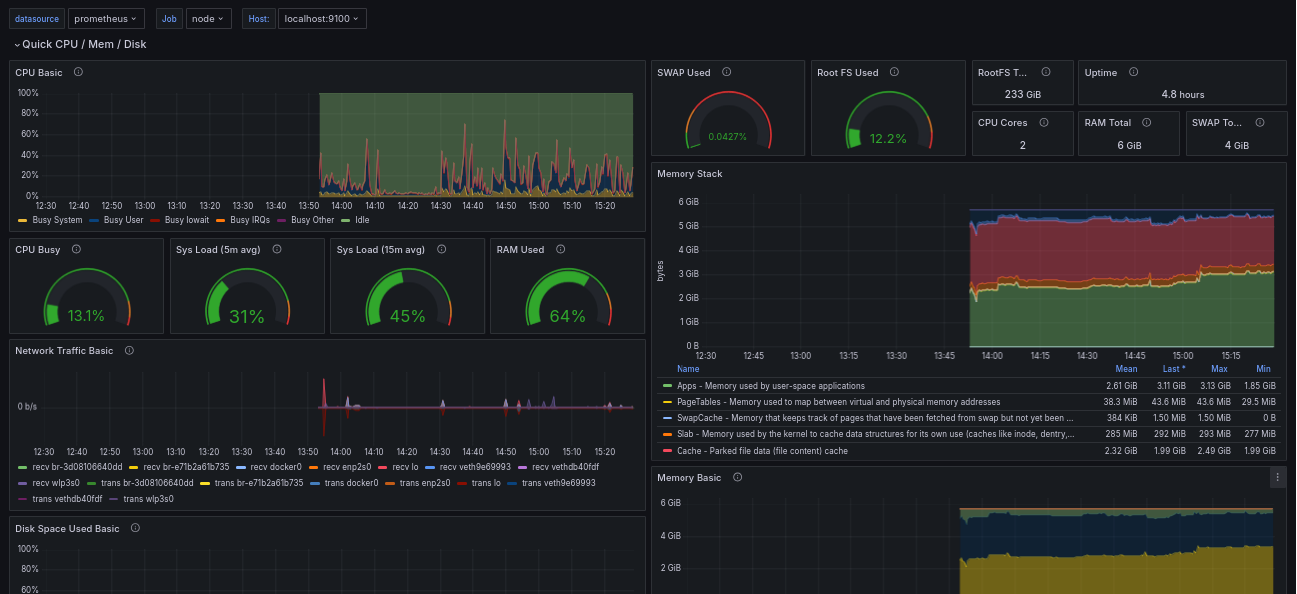 datasource prometheus Job node Host: localhost:9100
Quick CPU / Mem / Disk
CPU Basic
100%
80%
60%
40%
20%
0%
12:30 12:40 12:50 13:00 13:10 13:20 13:30 13:40 13:50 14:00 14:10 14:20 14:30 14:40 14:50 15:00 15:10 15:20
Busy System Busy User Busy Iowait Busy IRQs Busy Other Idle
SWAP Used
0.0427%
Root FS Used
12.2%
RootFS T...
233 GiB
Uptime
4.8 hours
CPU Cores
2
RAM Total
6 GiB
SWAP To...
4 GiB
CPU Busy
13.1%
Sys Load (5m avg)
31%
Sys Load (15m avg)
45%
RAM Used
64%
Memory Stack
bytes
6 GiB
5 GiB
4 GiB
3 GiB
2 GiB
1 GiB
0 B
12:30 12:45 13:00 13:15 13:30 13:45 14:00 14:15 14:30 14:45 15:00 15:15
Name Mean Last * Max Min
Apps - Memory used by user-space applications 2.61 GiB 3.11 GiB 3.13 GiB 1.85 GiB
PageTables - Memory used to map between virtual and physical memory addresses 38.3 MiB 43.6 MiB 43.6 MiB 29.5 MiB
SwapCache - Memory that keeps track of pages that have been fetched from swap but not yet been ... 384 KiB 1.50 MiB 1.50 MiB 0 B
Slab - Memory used by the kernel to cache data structures for its own use (caches like inode, dentry,... 285 MiB 292 MiB 293 MiB 277 MiB
Cache - Parked file data (file content) cache 2.32 GiB 1.99 GiB 2.49 GiB 1.99 GiB
Network Traffic Basic
0 b/s
12:30 12:40 12:50 13:00 13:10 13:20 13:30 13:40 13:50 14:00 14:10 14:20 14:30 14:40 14:50 15:00 15:10 15:20
recv br-3d08106640dd recv br-e71b2a61b735 recv docker0 recv enp2s0 recv lo recv veth9e69993 recv vethdb40fdf
recv wlp3s0 trans br-3d08106640dd trans br-e71b2a61b735 trans docker0 trans enp2s0 trans lo trans veth9e69993
trans vethdb40fdf trans wlp3s0
Disk Space Used Basic
100%
80%
60%
Memory Basic
6 GiB
4 GiB
2 GiB